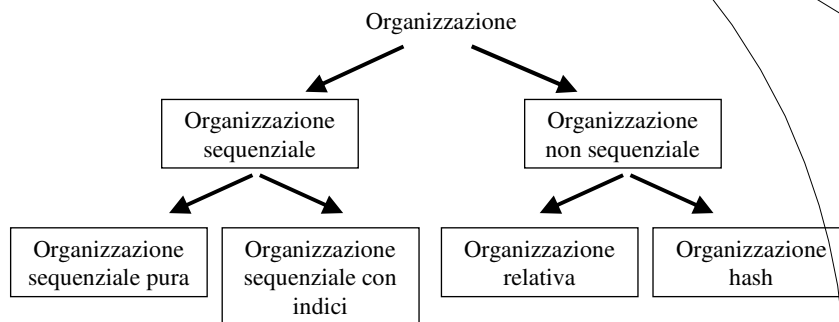 Organizzazione
Organizzazione
sequenziale
Organizzazione
non sequenziale
Organizzazione
sequenziale pura
Organizzazione
sequenziale con
indici
Organizzazione
relativa
Organizzazione
hash